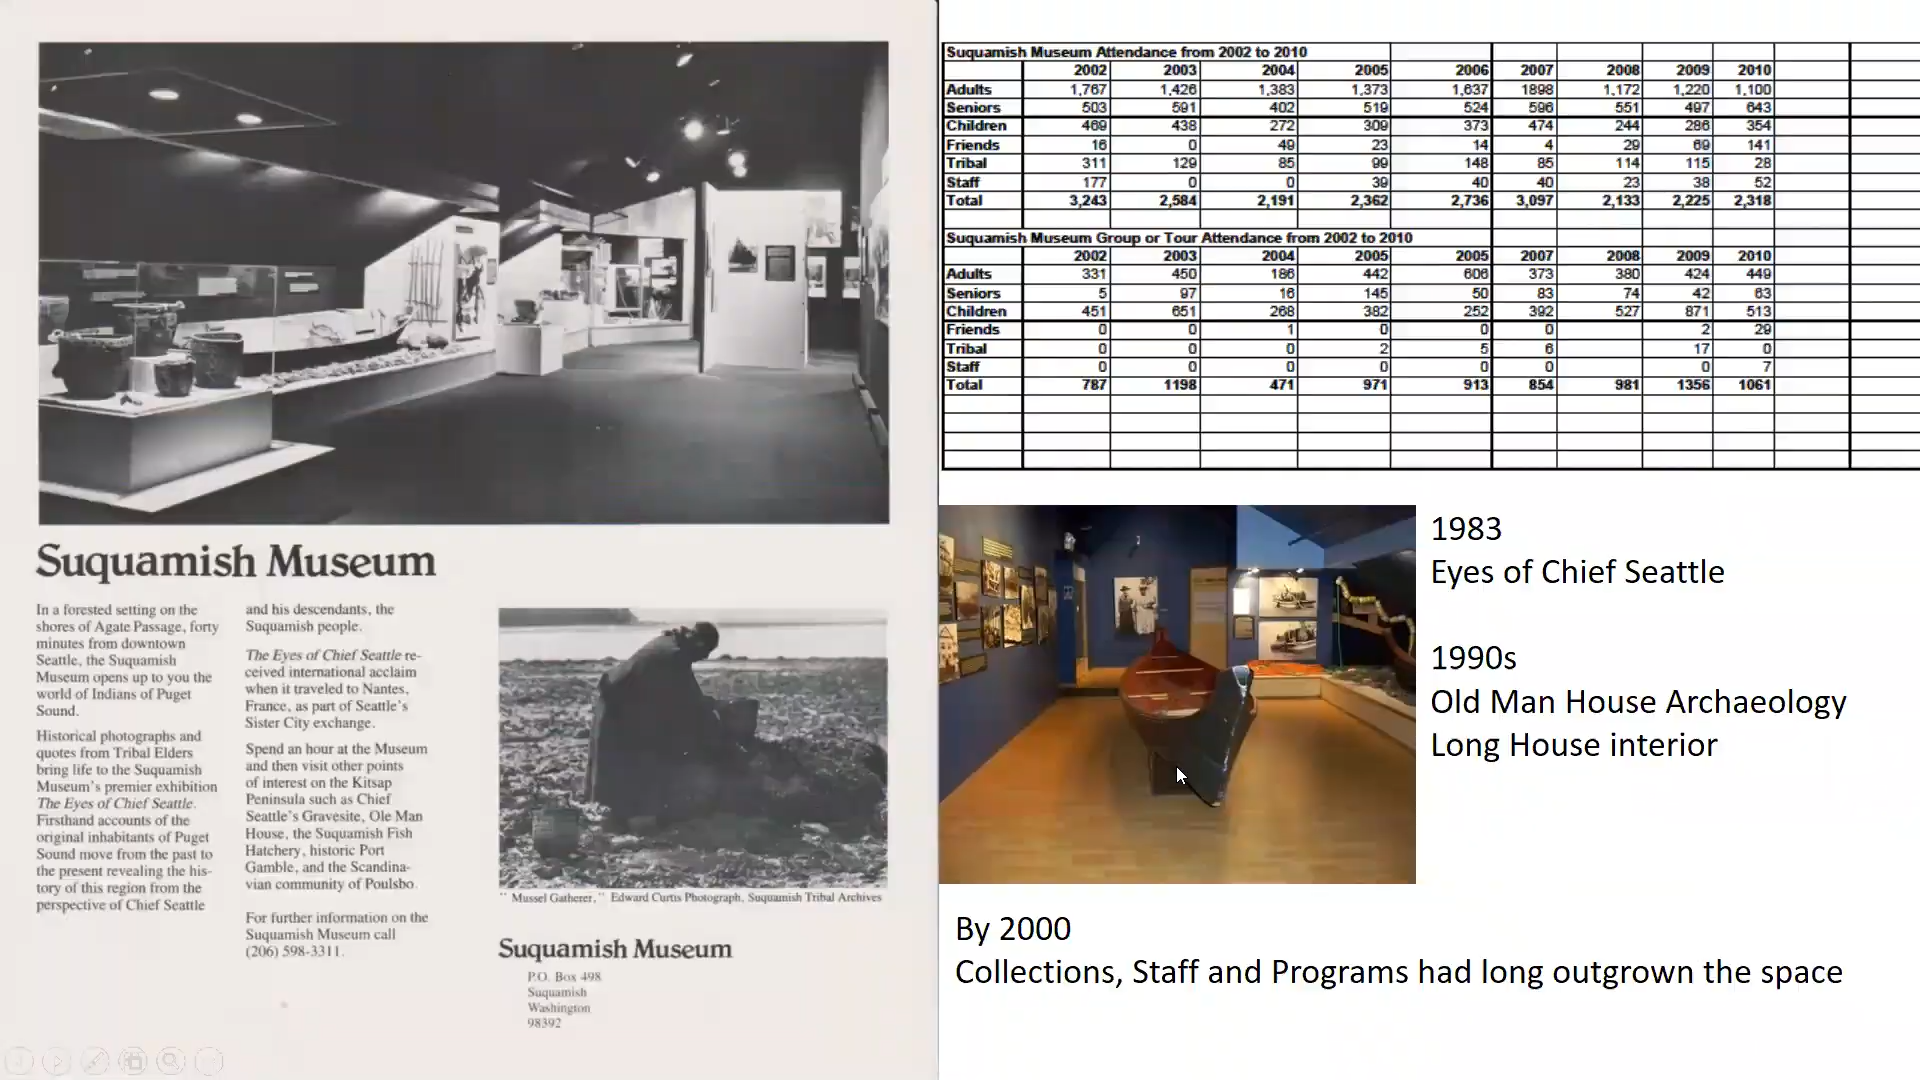 Suquamish Museum
In a forested setting on the
shores of Agate Passage, forty
minutes from downtown
Seattle, the Suquamish
Museum opens up to you the
world of Indians of Puget
Sound.
Historical photographs and
quotes from Tribal Elders
bring life to the Suquamish
Museum's premier exhibition
The Eyes of Chief Seattle.
Firsthand accounts of the
original inhabitants of Puget
Sound move from the past to
the present revealing the his-
tory of this region from the
perspective of Chief Seattle
and his descendants, the
Suquamish people.
The Eyes of Chief Seattle re-
ceived international acclaim
when it traveled to Nantes,
France, as part of Seattle's
Sister City exchange.
Spend an hour at the Museum
and then visit other points
of interest on the Kitsap
Peninsula such as Chief
Seattle's Gravesite, Ole Man
House, the Suquamish Fish
Hatchery, historic Port
Gamble, and the Scandina-
vian community of Poulsbo.
For further information on the
Suquamish Museum call
(206) 598-3311.
"Mussel Gatherer," Edward Curtis Photograph, Suquamish Tribal Archives
Suquamish Museum
P.O. Box 498
Suquamish
Washington
98392
Suquamish Museum Attendance from 2002 to 2010
2002 2003 2004 2005 2006 2007 2008 2009 2010
Adults 1,767 1,426 1,383 1,373 1,637 1898 1,172 1,220 1,100
Seniors 503 591 402 519 524 596 551 497 643
Children 469 438 272 309 373 474 244 286 354
Friends 16 0 49 23 14 4 29 69 141
Tribal 311 129 85 99 148 85 114 115 28
Staff 177 0 0 39 40 40 23 38 52
Total 3,243 2,584 2,191 2,362 2,736 3,097 2,133 2,225 2,318
Suquamish Museum Group or Tour Attendance from 2002 to 2010
2002 2003 2004 2005 2005 2007 2008 2009 2010
Adults 331 450 186 442 606 373 380 424 449
Seniors 5 97 16 145 50 83 74 42 63
Children 451 651 268 382 252 392 527 871 513
Friends 0 0 1 0 0 0 2 29
Tribal 0 0 0 2 5 6 17 0
Staff 0 0 0 0 0 0 0 7
Total 787 1198 471 971 913 854 981 1356 1061
1983
Eyes of Chief Seattle
1990s
Old Man House Archaeology
Long House interior
By 2000
Collections, Staff and Programs had long outgrown the space